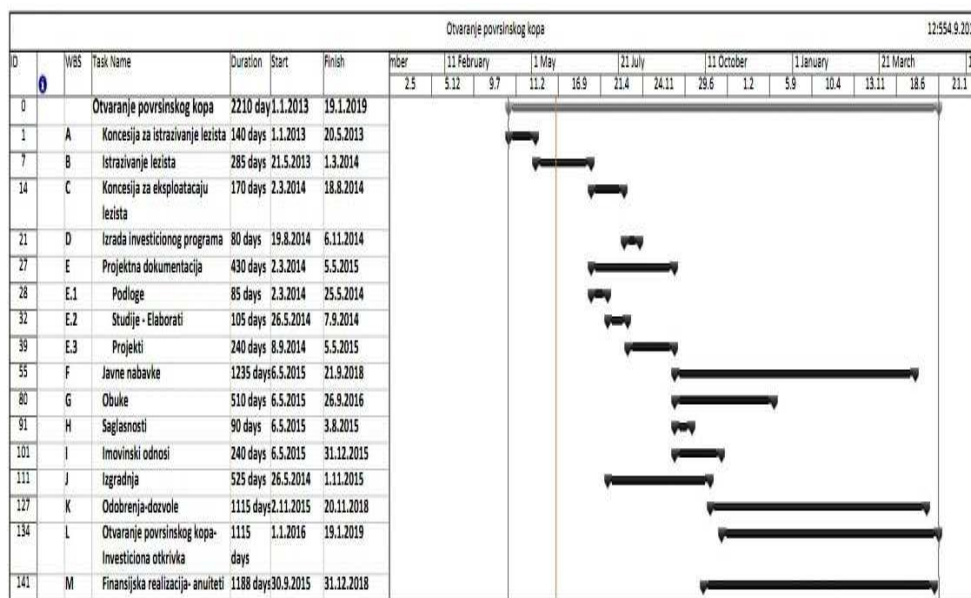 Otvaranje povrsinskog kopa 12:554.9.201
ID WBS Task Name Duration Start Finish mber 11 February 1 May 21 July 11 October 1 January 21 March 1
2.5 5.12 9.7 11.2 16.9 21.4 24.11 29.6 1.2 8.9 10.4 13.11 18.6 21.1
0 Otvaranje povrsinskog kopa 2210 day 1.1.2013 19.1.2019
1 A Koncesija za istrazivanje lezista 140 days 1.1.2013 20.5.2013
7 B Istrazivanje lezista 285 days 21.5.2013 1.3.2014
14 C Koncesija za eksploatacaju 170 days 2.3.2014 18.8.2014
lezista
21 D Izrada investicionog programa 80 days 19.8.2014 6.11.2014
27 E Projektna dokumentacija 430 days 2.3.2014 5.5.2015
28 E.1 Podloge 85 days 2.3.2014 25.5.2014
32 E.2 Studije - Elaborati 105 days 26.5.2014 7.9.2014
39 E.3 Projekti 240 days 8.9.2014 5.5.2015
55 F Javne nabavke 1235 days 6.5.2015 21.9.2018
80 G Obuke 510 days 6.5.2015 26.9.2016
91 H Saglasnosti 90 days 6.5.2015 3.8.2015
101 I Imovinski odnosi 240 days 6.5.2015 31.12.2015
111 J Izgradnja 525 days 26.5.2014 1.11.2015
127 K Odobrenja-dozvole 1115 days 2.11.2015 20.11.2018
134 L Otvaranje povrsinskog kopa- 1115 1.1.2016 19.1.2019
Investiciona otkrivka days
141 M Finansijska realizacija- anuiteti 1188 days 30.9.2015 31.12.2018